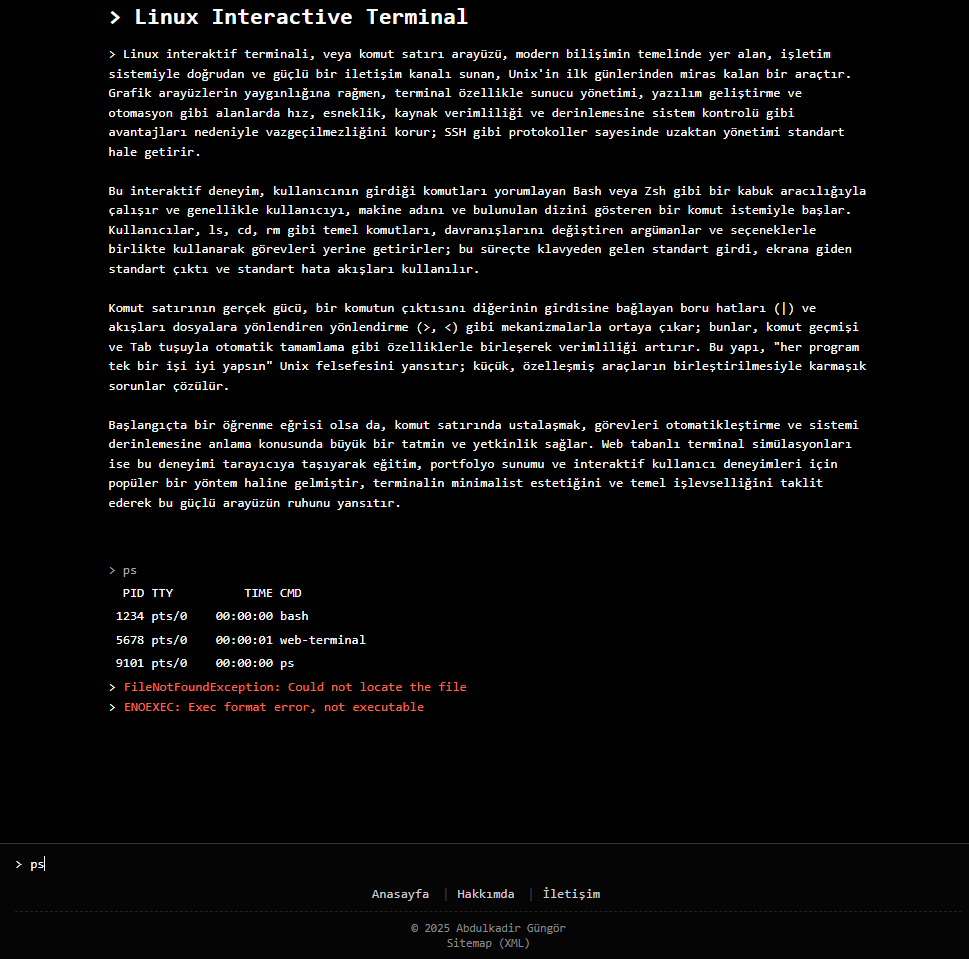 > Linux Interactive Terminal
> Linux interaktif terminali, veya komut satırı arayüzü, modern bilişimin temelinde yer alan, işletim
sistemiyle doğrudan ve güçlü bir iletişim kanalı sunan, Unix'in ilk günlerinden miras kalan bir araçtır.
Grafik arayüzlerin yaygınlığına rağmen, terminal özellikle sunucu yönetimi, yazılım geliştirme ve
otomasyon gibi alanlarda hız, esneklik, kaynak verimliliği ve derinlemesine sistem kontrolü gibi
avantajları nedeniyle vazgeçilmezliğini korur; SSH gibi protokoller sayesinde uzaktan yönetimi standart
hale getirir.
Bu interaktif deneyim, kullanıcının girdiği komutları yorumlayan Bash veya Zsh gibi bir kabuk aracılığıyla
çalışır ve genellikle kullanıcıyı, makine adını ve bulunulan dizini gösteren bir komut istemiyle başlar.
Kullanıcılar, ls, cd, rm gibi temel komutları, davranışlarını değiştiren argümanlar ve seçeneklerle
birlikte kullanarak görevleri yerine getirirler; bu süreçte klavyeden gelen standart girdi, ekrana giden
standart çıktı ve standart hata akışları kullanılır.
Komut satırının gerçek gücü, bir komutun çıktısını diğerinin girdisine bağlayan boru hatları (|) ve
akışları dosyalara yönlendiren yönlendirme (>, <) gibi mekanizmalarla ortaya çıkar; bunlar, komut geçmişi
ve Tab tuşuyla otomatik tamamlama gibi özelliklerle birleşerek verimliliği artırır. Bu yapı, "her program
tek bir işi iyi yapsın" Unix felsefesini yansıtır; küçük, özelleşmiş araçların birleştirilmesiyle karmaşık
sorunlar çözülür.
Başlangıçta bir öğrenme eğrisi olsa da, komut satırında ustalaşmak, görevleri otomatikleştirme ve sistemi
derinlemesine anlama konusunda büyük bir tatmin ve yetkinlik sağlar. Web tabanlı terminal simülasyonları
ise bu deneyimi tarayıcıya taşıyarak eğitim, portfolyo sunumu ve interaktif kullanıcı deneyimleri için
popüler bir yöntem haline gelmiştir, terminalin minimalist estetiğini ve temel işlevselliğini taklit
ederek bu güçlü arayüzün ruhunu yansıtır.
> ps
PID TTY          TIME CMD
1234 pts/0    00:00:00 bash
5678 pts/0    00:00:01 web-terminal
9101 pts/0    00:00:00 ps
> FileNotFoundException: Could not locate the file
> ENOEXEC: Exec format error, not executable
> ps
Anasayfa | Hakkımda | İletişim
© 2025 Abdulkadir Güngör
Sitemap (XML)